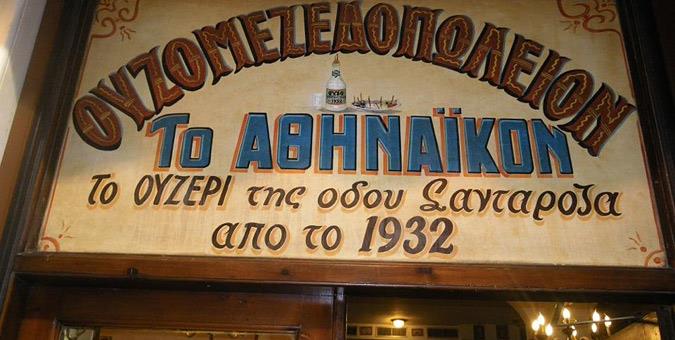 ΟΥΖΟΜΕΖΕΔΟΠΩΛΕΙΟΝ
Το ΑΘΗΝΑΪΚΟΝ
Το ΟΥΖΕΡΙ της οδου Σανταροζα
απο το 1932